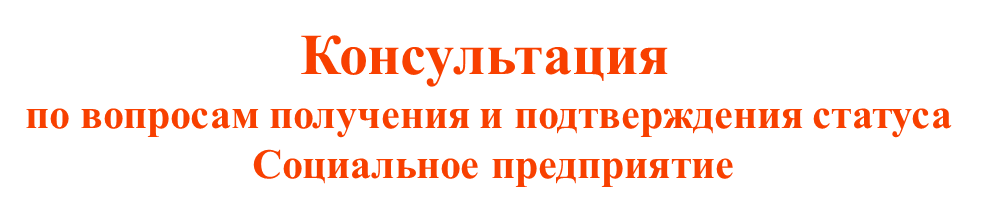 Консультация
по вопросам получения и подтверждения статуса
Социальное предприятие